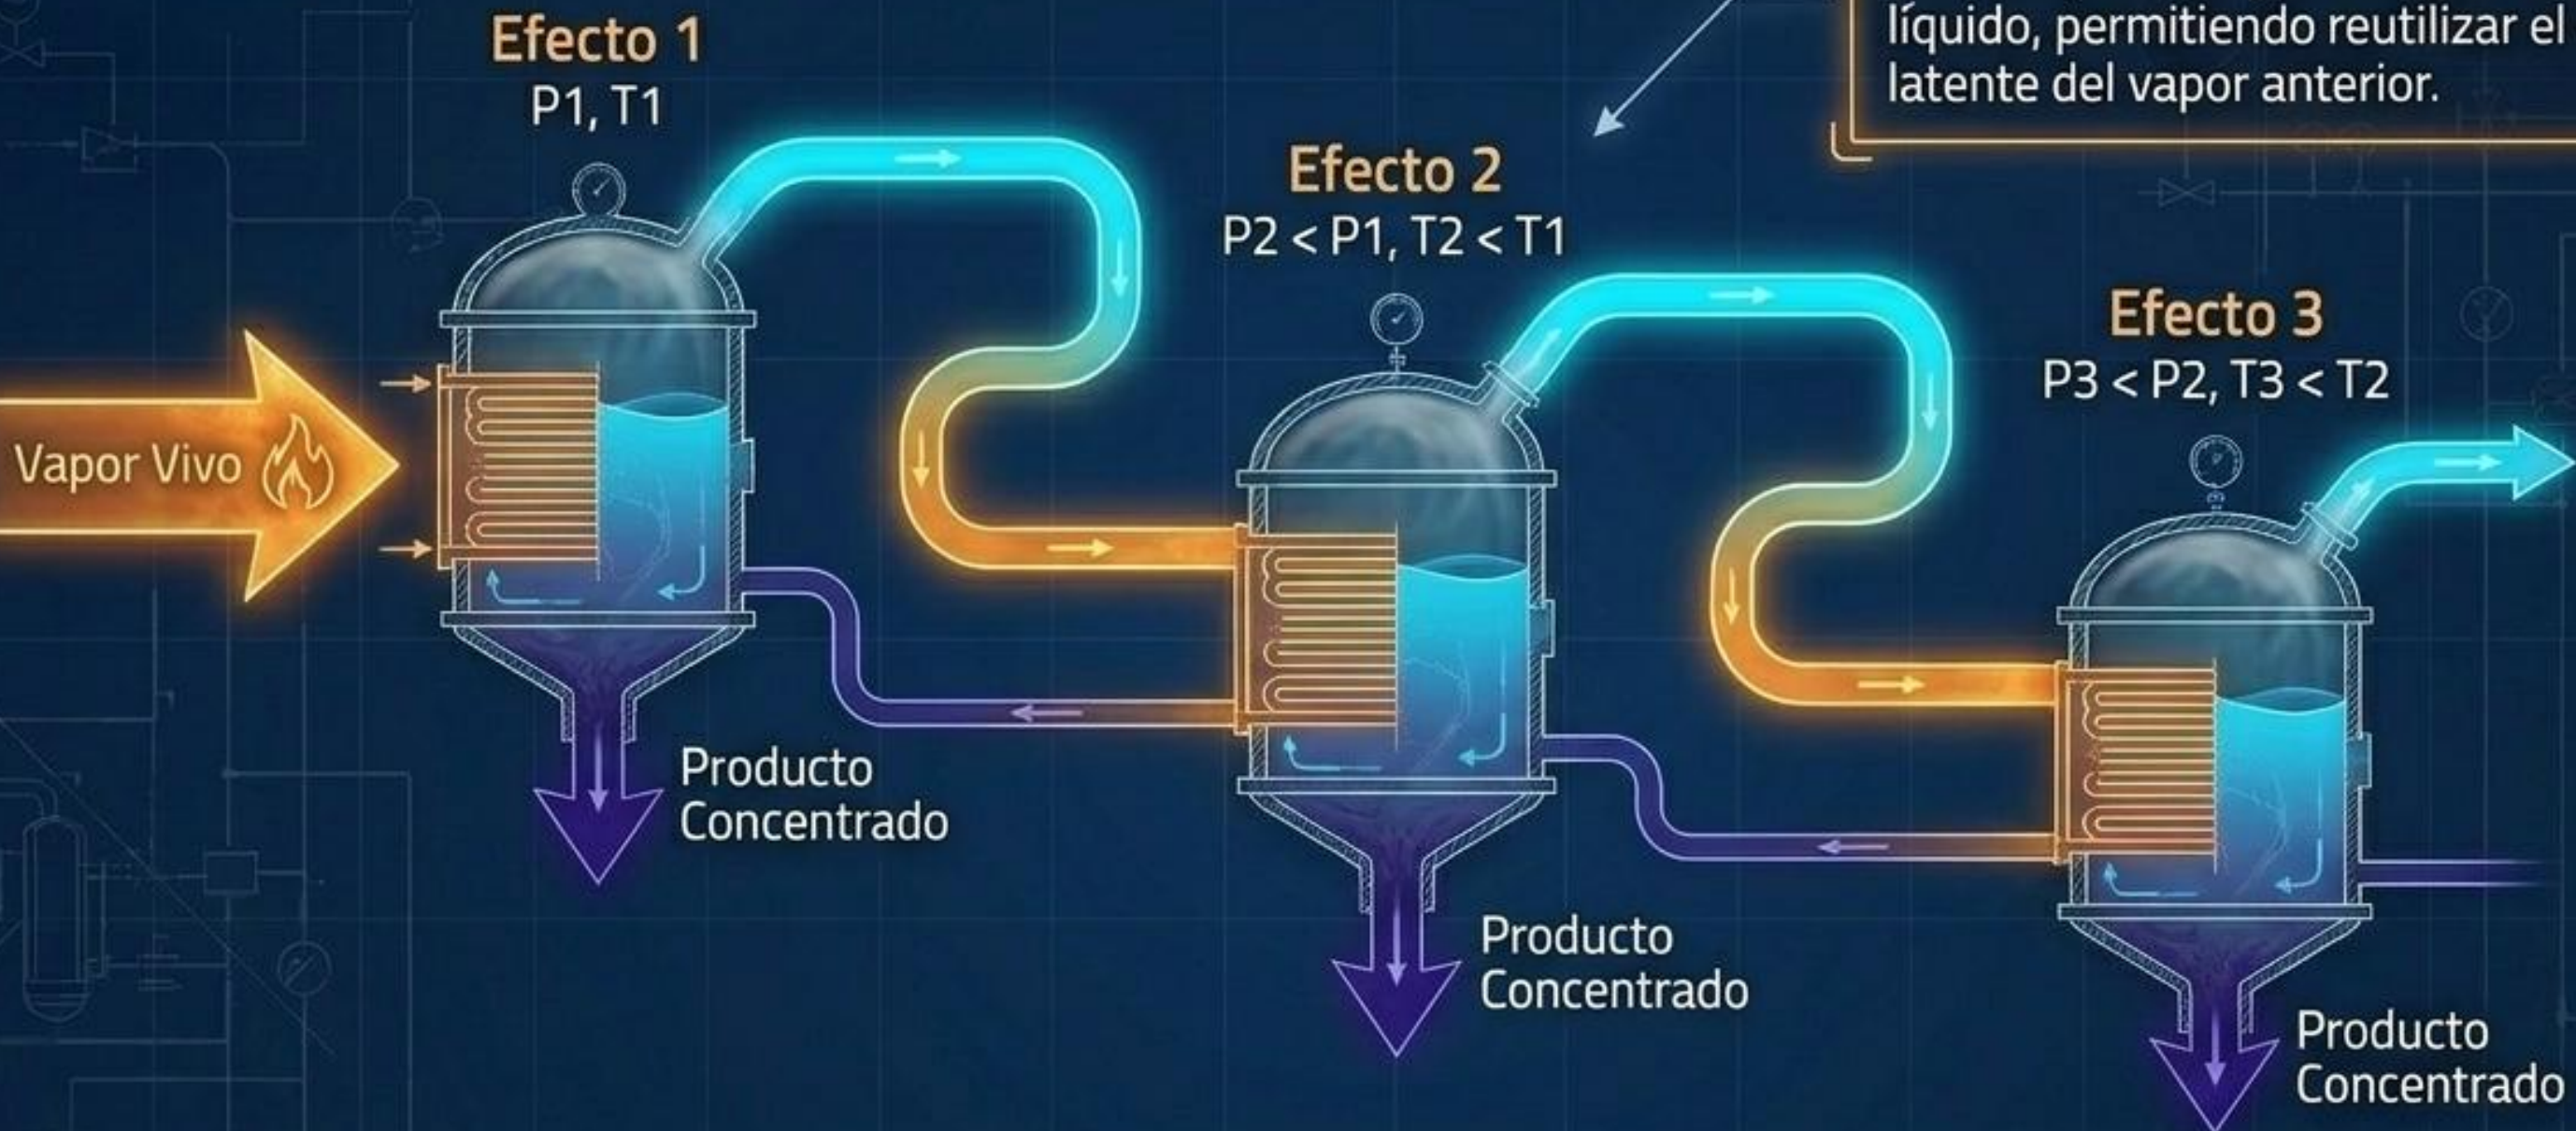 líquido, permitiendo reutilizar el
latente del vapor anterior.
Efecto 1
P1, T1
Efecto 2
P2 < P1, T2 < T1
Efecto 3
P3 < P2, T3 < T2
Vapor Vivo
Producto
Concentrado
Producto
Concentrado
Producto
Concentrado